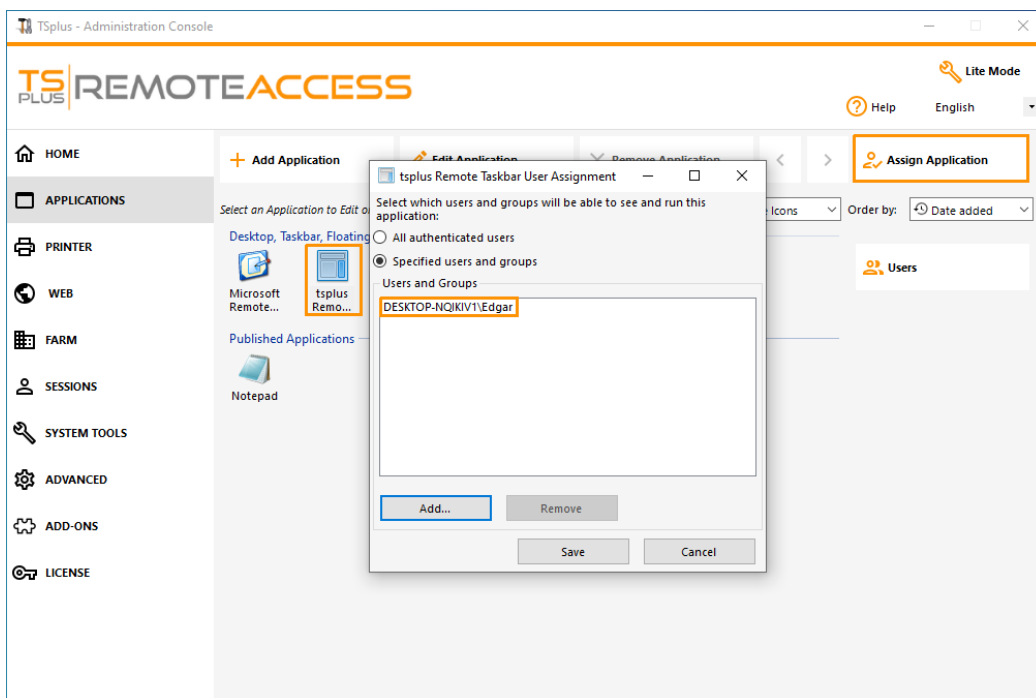 TSplus - Administration Console
TS PLUS REMOTEACCESS
Lite Mode
Help
English
HOME
APPLICATIONS
PRINTER
WEB
FARM
SESSIONS
SYSTEM TOOLS
ADVANCED
ADD-ONS
LICENSE
Add Application
Edit Application
Remove Application
Assign Application
Select an Application to Edit
Icons
Order by:
Date added
Desktop, Taskbar, Floating
Microsoft
Remote...
tsplus
Remo...
Published Applications
Notepad
Users
tsplus Remote Taskbar User Assignment
Select which users and groups will be able to see and run this
application:
All authenticated users
Specified users and groups
Users and Groups
DESKTOP-NQIKIV1\Edgar
Add...
Remove
Save
Cancel